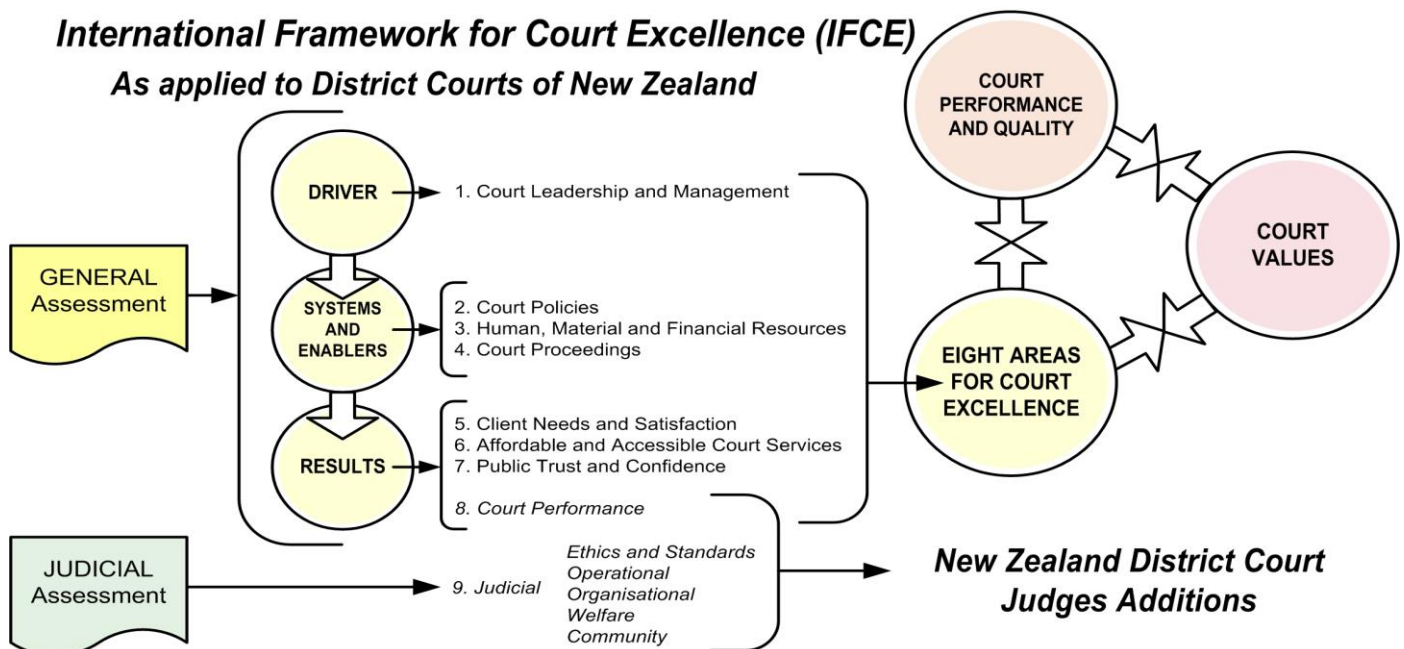 International Framework for Court Excellence (IFCE)
As applied to District Courts of New Zealand
GENERAL
Assessment
DRIVER
1. Court Leadership and Management
SYSTEMS
AND
ENABLERS
2. Court Policies
3. Human, Material and Financial Resources
4. Court Proceedings
RESULTS
5. Client Needs and Satisfaction
6. Affordable and Accessible Court Services
7. Public Trust and Confidence
8. Court Performance
COURT
PERFORMANCE
AND QUALITY
COURT
VALUES
EIGHT AREAS
FOR COURT
EXCELLENCE
JUDICIAL
Assessment
9. Judicial
Ethics and Standards
Operational
Organisational
Welfare
Community
New Zealand District Court
Judges Additions